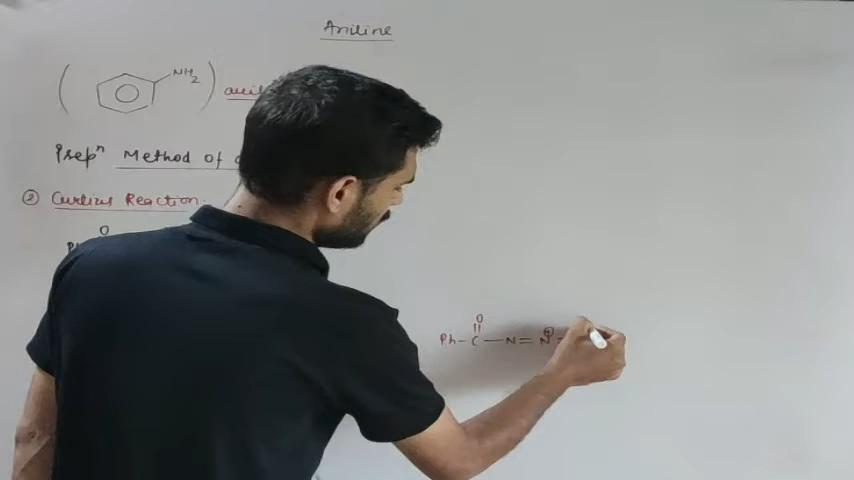 Aniline
( NH2 )
Prepⁿ Method of
② Curtius Reaction.
O
O
Ph–C–N=N⊕=